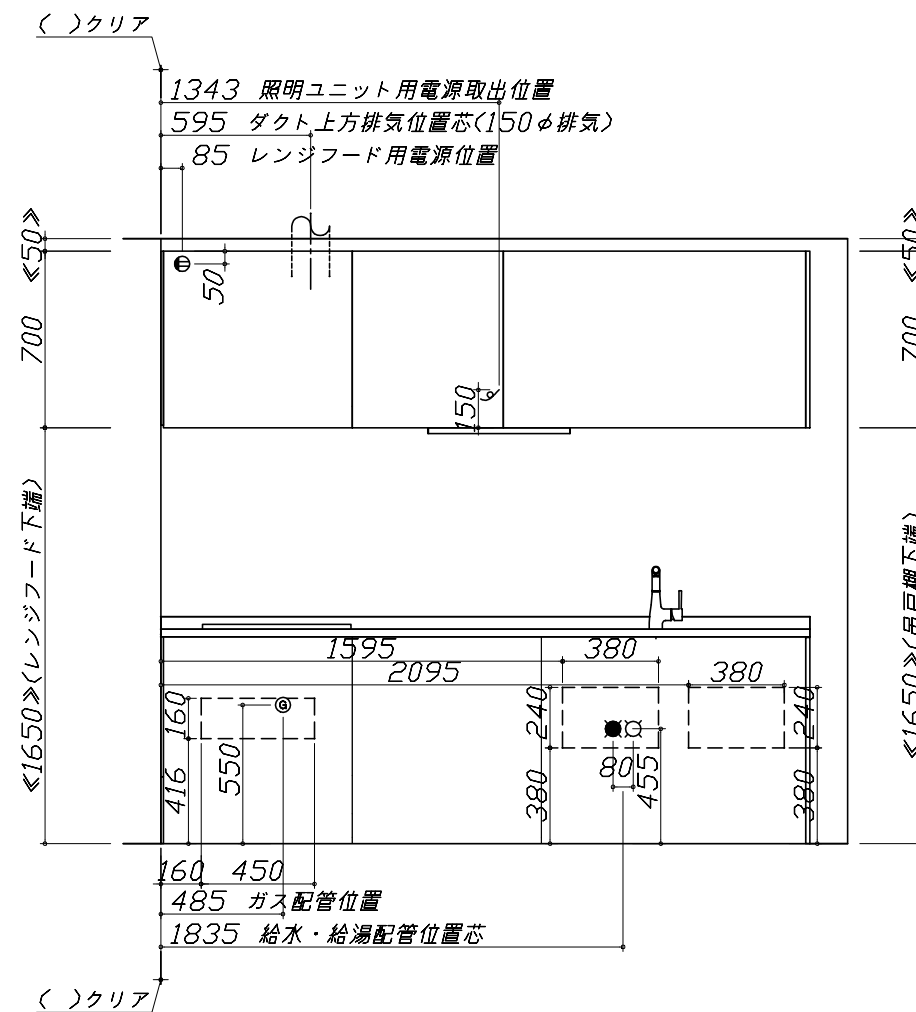 ( )クリア
1343 照明ユニット用電源取出位置
595 ダクト上方排気位置芯(150φ排気)
85 レンジフード用電源位置
≪50≫
≪50≫
50
700
700
150
≪1650≫(レンジフード下端)
≪1650≫(吊戸棚下端)
1595
380
2095
380
160
G
240
240
550
80
455
416
380
380
160
450
485 ガス配管位置
1835 給水・給湯配管位置芯
( )クリア